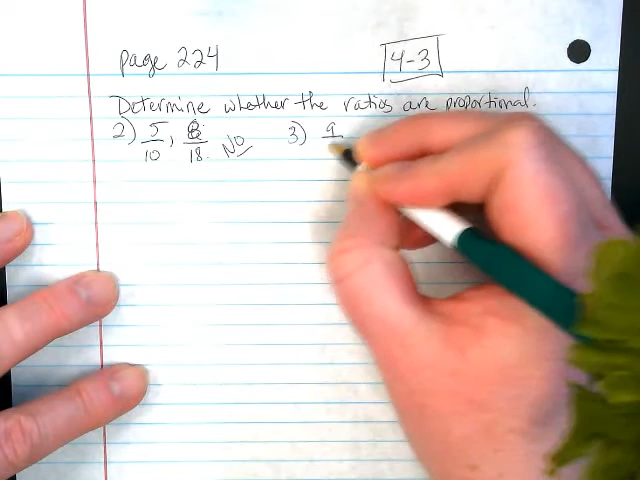 page 224 4-3
Determine whether the ratios are proportional.
2) 5/10, 8/18 No 3) 9